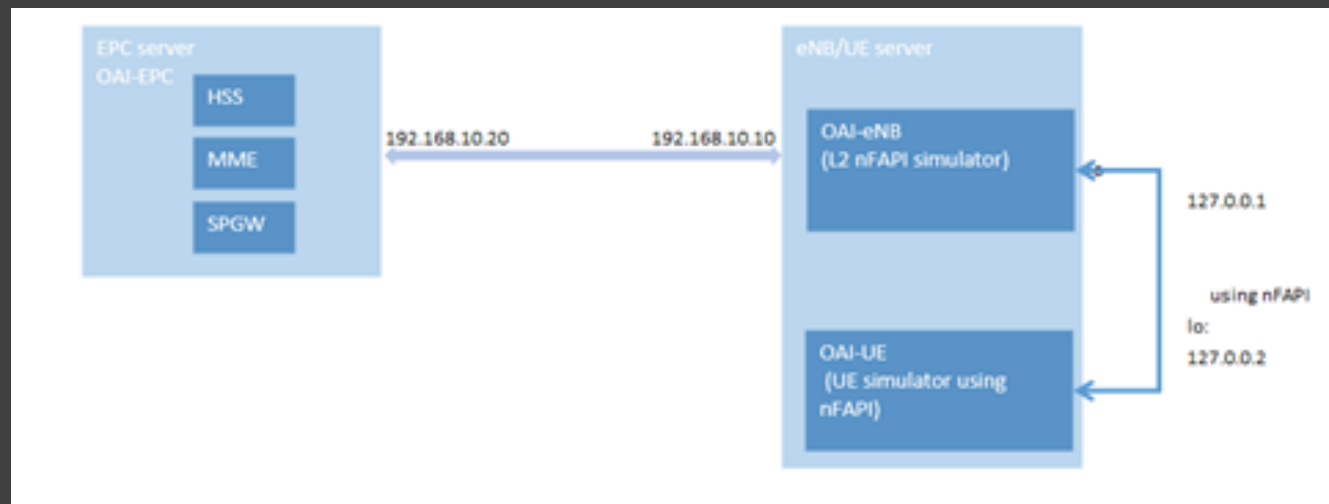 EPC server
OAI-EPC
HSS
MME
SPGW
192.168.10.20
192.168.10.10
eNB/UE server
OAI-eNB
(L2 nFAPI simulator)
OAI-UE
(UE simulator using
nFAPI)
127.0.0.1
using nFAPI
lo:
127.0.0.2